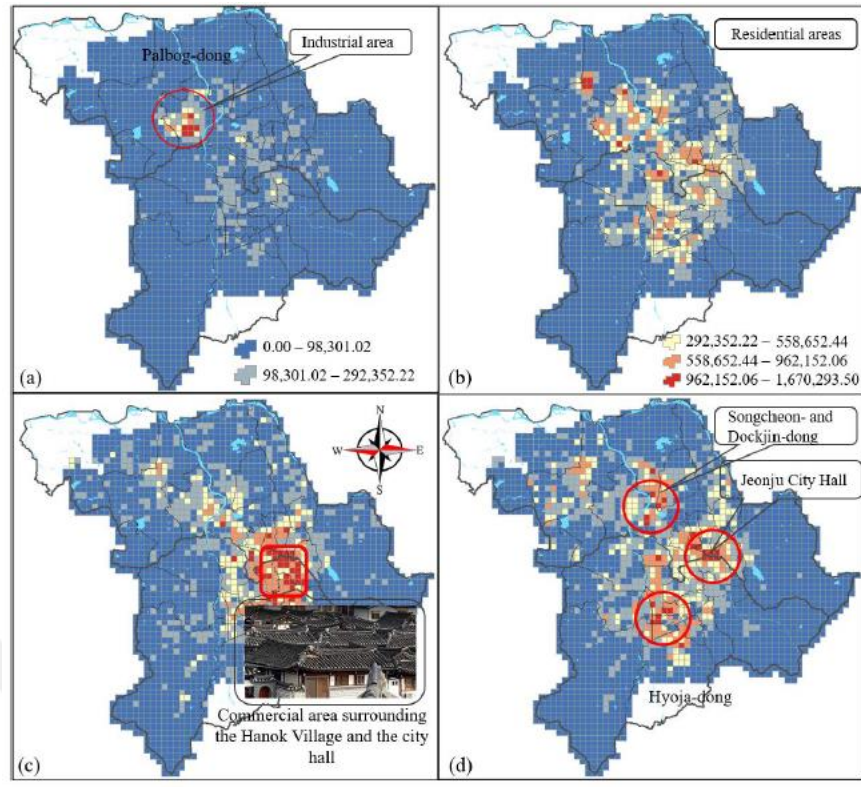 Palbog-dong
Industrial area
0.00 – 98,301.02
98,301.02 – 292,352.22
(a)
Residential areas
292,352.22 – 558,652.44
558,652.44 – 962,152.06
962,152.06 – 1,670,293.50
(b)
N
W
E
S
Commercial area surrounding
the Hanok Village and the city
hall
(c)
Songcheon- and
Dockjin-dong
Jeonju City Hall
Hyoja-dong
(d)